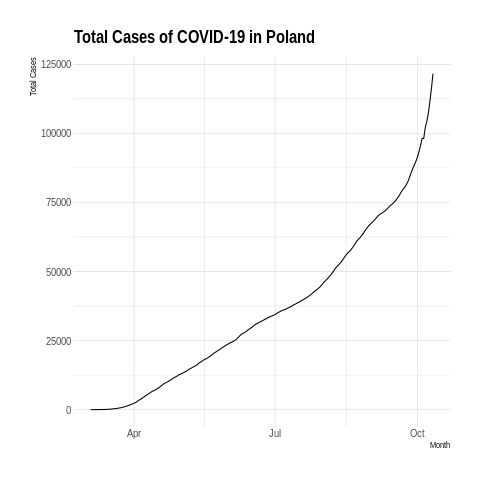 Total Cases of COVID-19 in Poland
Total Cases
125000
100000
75000
50000
25000
0
Apr Jul Oct
Month